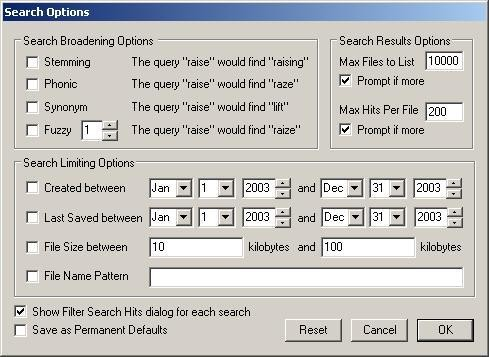 Search Options
Search Broadening Options
Stemming The query "raise" would find "raising"
Phonic The query "raise" would find "raze"
Synonym The query "raise" would find "lift"
Fuzzy 1 The query "raise" would find "raize"
Search Results Options
Max Files to List 10000
Prompt if more
Max Hits Per File 200
Prompt if more
Search Limiting Options
Created between Jan 1 2003 and Dec 31 2003
Last Saved between Jan 1 2003 and Dec 31 2003
File Size between 10 kilobytes and 100 kilobytes
File Name Pattern
Show Filter Search Hits dialog for each search
Save as Permanent Defaults
Reset Cancel OK